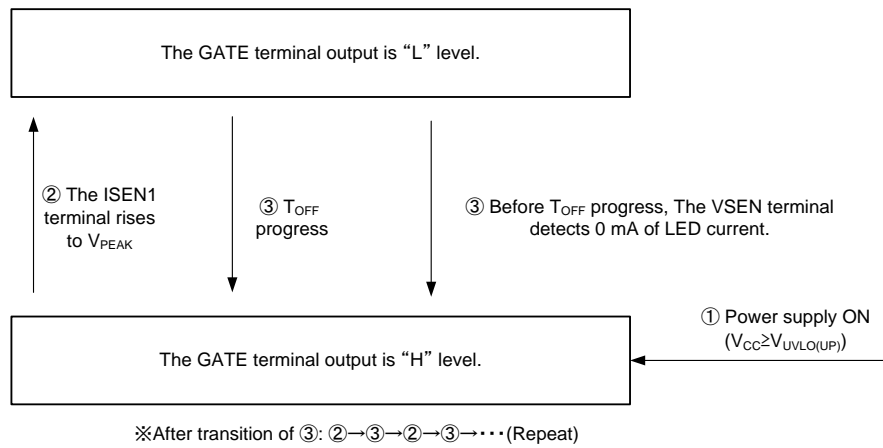 The GATE terminal output is “L” level.
② The ISEN1
terminal rises
to VPEAK
③ TOFF
progress
③ Before TOFF progress, The VSEN terminal
detects 0 mA of LED current.
① Power supply ON
(VCC≥VUVLO(UP))
The GATE terminal output is “H” level.
※After transition of ③: ②→③→②→③→･･･(Repeat)